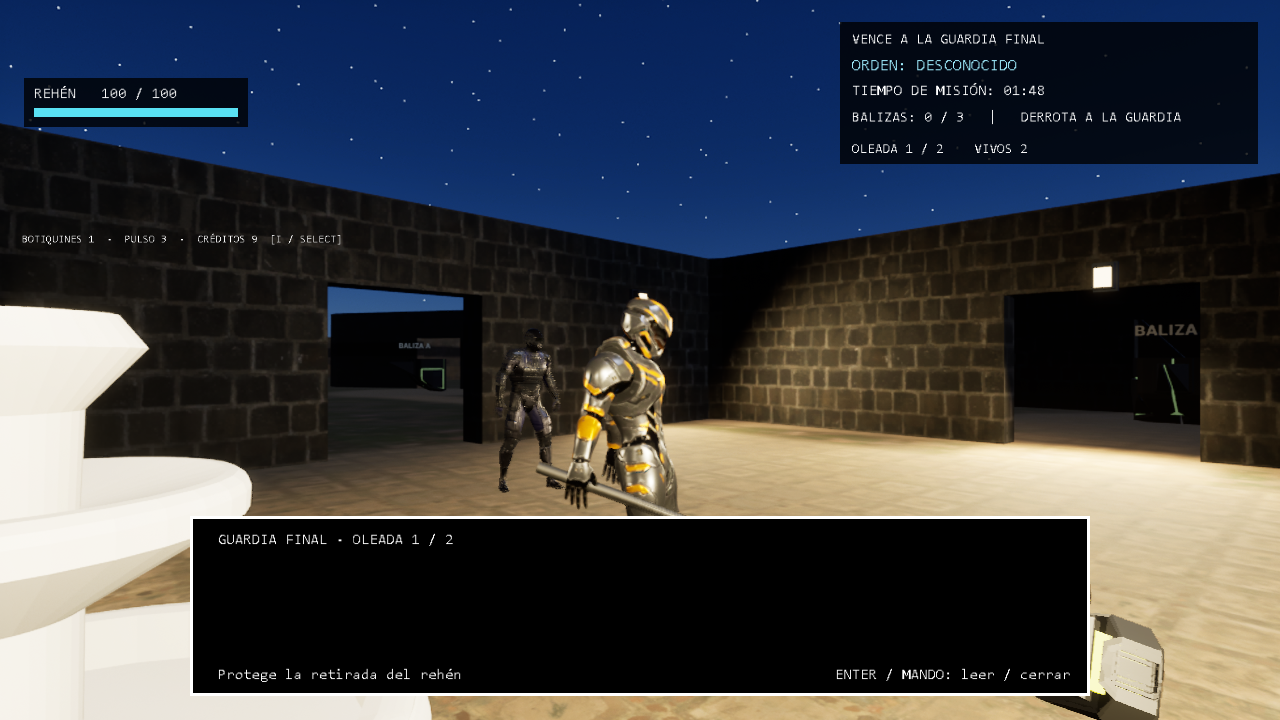 VENCE A LA GUARDIA FINAL
ORDEN: DESCONOCIDO
TIEMPO DE MISIÓN: 01:48
BALIZAS: 0 / 3 | DERROTA A LA GUARDIA
OLEADA 1 / 2 VIVOS 2
REHÉN 100 / 100
BOTIQUINES 1 · PULSO 3 · CRÉDITOS 9 [I / SELECT]
BALIZA
BALIZA A
GUARDIA FINAL · OLEADA 1 / 2
Protege la retirada del rehén
ENTER / MANDO: leer / cerrar